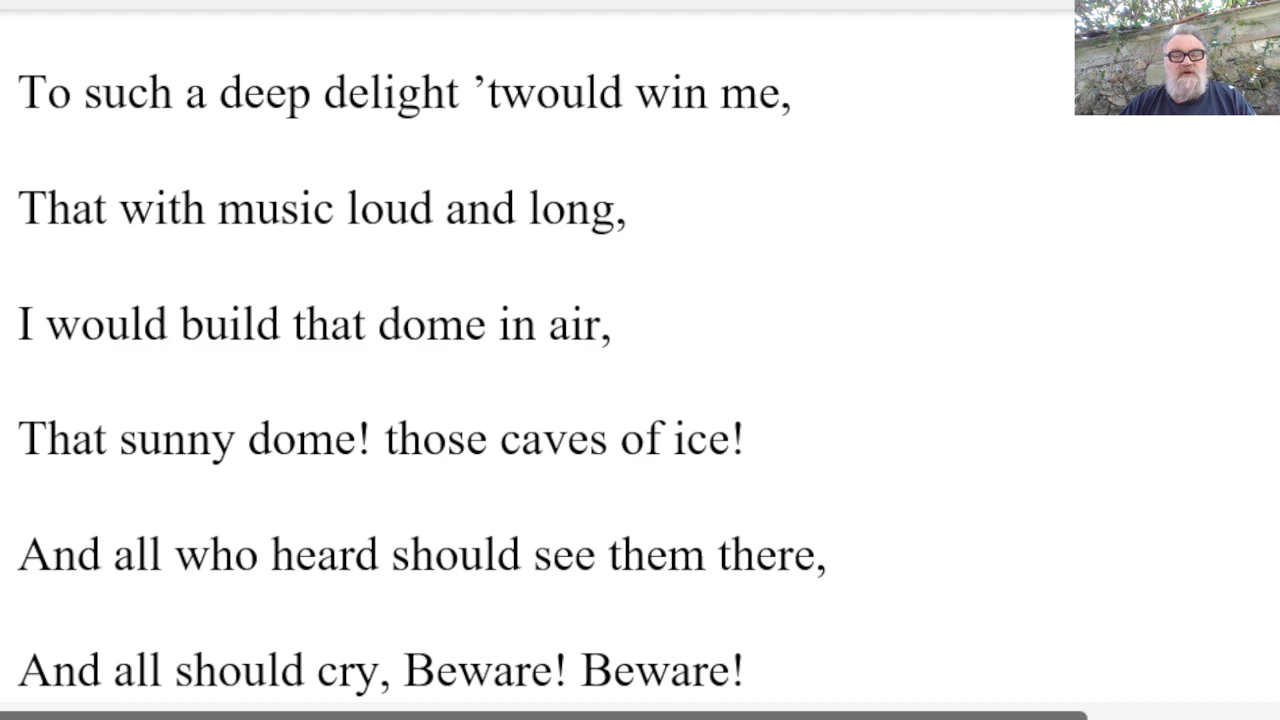 To such a deep delight ’twould win me,
That with music loud and long,
I would build that dome in air,
That sunny dome! those caves of ice!
And all who heard should see them there,
And all should cry, Beware! Beware!